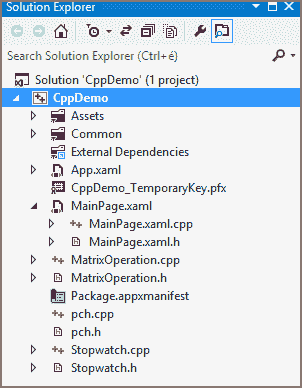 Solution Explorer
Search Solution Explorer (Ctrl+é)
Solution 'CppDemo' (1 project)
CppDemo
Assets
Common
External Dependencies
App.xaml
CppDemo_TemporaryKey.pfx
MainPage.xaml
MainPage.xaml.cpp
MainPage.xaml.h
MatrixOperation.cpp
MatrixOperation.h
Package.appxmanifest
pch.cpp
pch.h
Stopwatch.cpp
Stopwatch.h